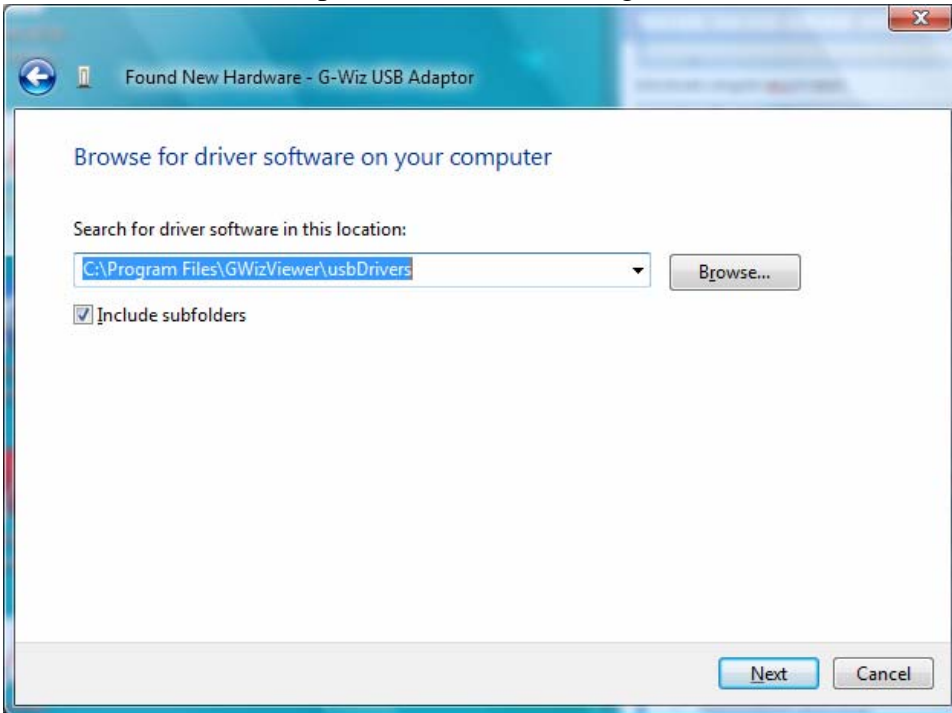 Found New Hardware - G-Wiz USB Adaptor
Browse for driver software on your computer
Search for driver software in this location:
C:\Program Files\GWizViewer\usbDrivers
Browse...
Include subfolders
Next
Cancel